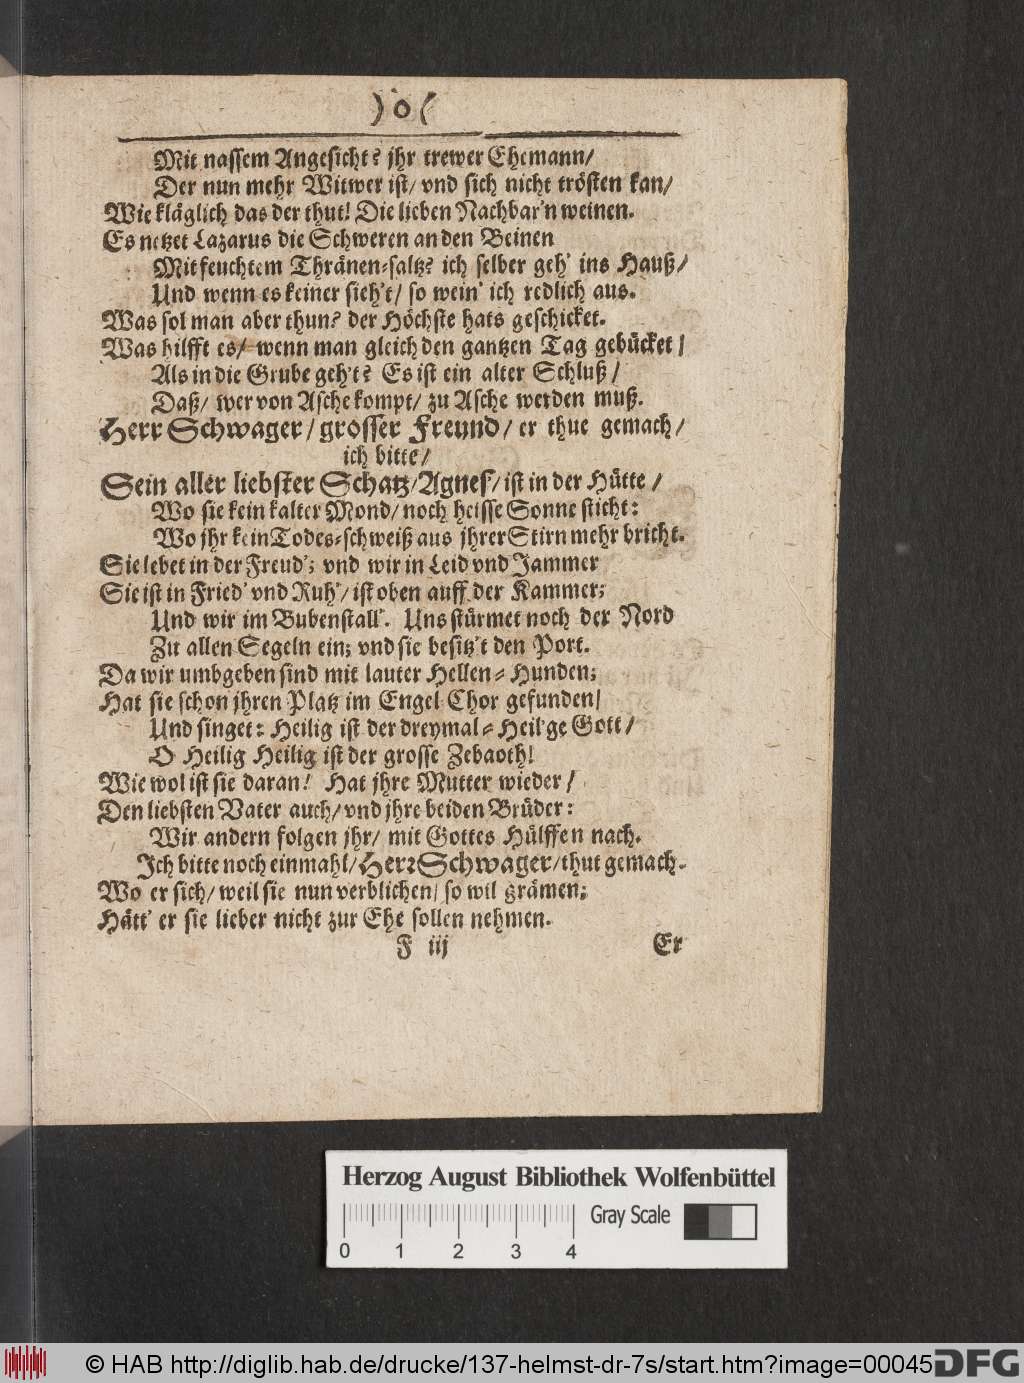 )o(
Mit nassem Angesicht? jhr trewer Ehemann/
Der nun mehr Witwer ist/ vnd sich nicht trösten kan/
Wie kläglich das der thut! Die lieben Nachbar'n weinen.
Es netzet Lazarus die Schweren an den Beinen
Mit feuchtem Thränen-saltz? ich selber geh' ins Hauß/
Und wenn es keiner sieh't/ so wein' ich redlich aus.
Was sol man aber thun? der Höchste hats geschicket.
Was hilfft es/ wenn man gleich den gantzen Tag gebücket/
Als in die Grube geh't? Es ist ein alter Schluß/
Daß/ wer von Asche kompt/ zu Asche werden muß.
Herr Schwager/ grosser Freund/ er thue gemach/
ich bitte/
Sein aller liebster Schatz/ Agnes/ ist in der Hütte/
Wo sie kein kalter Mond/ noch heisse Sonne sticht:
Wo jhr kein Todes-schweiß aus jhrer Stirn mehr bricht.
Sie lebet in der Freud'; vnd wir in Leid vnd Jammer
Sie ist in Fried' vnd Ruh'/ ist oben auff der Kammer;
Und wir im Bubenstall'. Uns stürmet noch der Nord
Zu allen Segeln ein; vnd sie besitz't den Port.
Da wir umbgeben sind mit lauter Hellen-Hunden;
Hat sie schon jhren Platz im Engel Chor gefunden/
Und singet: Heilig ist der dreymal-Heil'ge Gott/
O Heilig Heilig ist der grosse Zebaoth!
Wie wol ist sie daran! Hat jhre Mutter wieder/
Den liebsten Vater auch/ vnd jhre beiden Brüder:
Wir andern folgen jhr/ mit Gottes Hülffen nach.
Ich bitte noch einmahl/ Herr Schwager/ thut gemach.
Wo er sich/ weil sie nun verblichen/ so wil grämen;
Hätt' er sie lieber nicht zur Ehe sollen nehmen.
F iij Er
Herzog August Bibliothek Wolfenbüttel
Gray Scale
0 1 2 3 4
© HAB http://diglib.hab.de/drucke/137-helmst-dr-7s/start.htm?image=00045
DFG